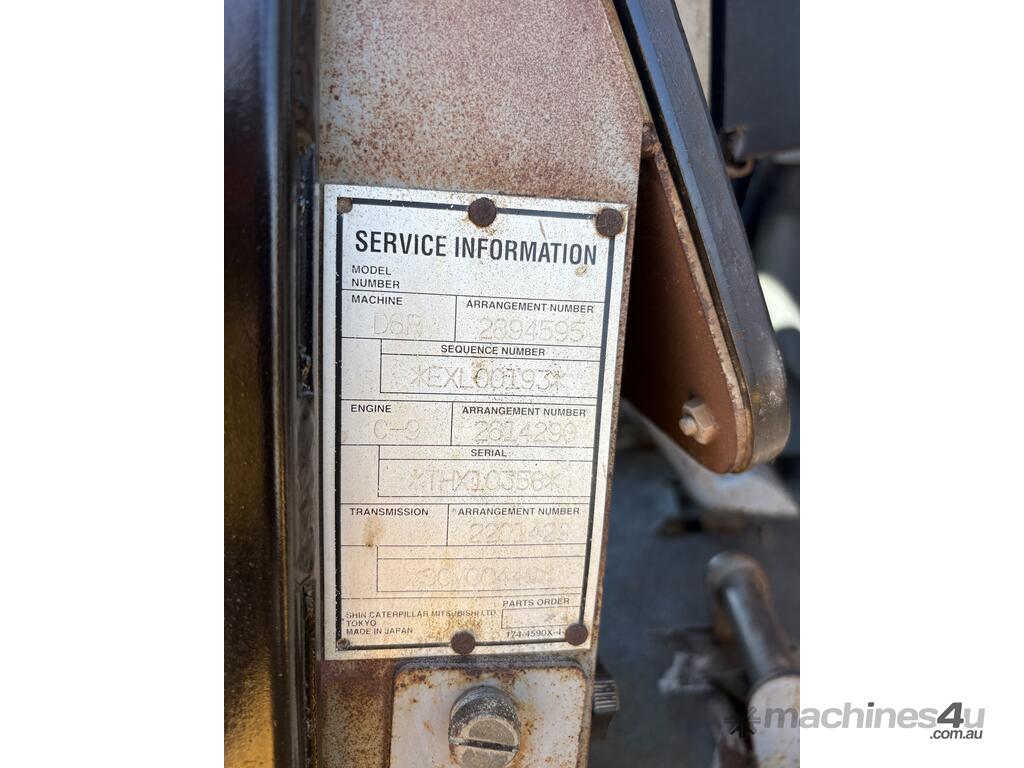 SERVICE INFORMATION
MODEL
NUMBER
MACHINE ARRANGEMENT NUMBER
D6R 2894595
SEQUENCE NUMBER
*EXL00193*
ENGINE ARRANGEMENT NUMBER
C-9 2614290
SERIAL
*THX10358*
TRANSMISSION ARRANGEMENT NUMBER
PARTS ORDER
SHIN CATERPILLAR MITSUBISHI LTD.
TOKYO
MADE IN JAPAN
174-4590X-4
machines4u
.com.au